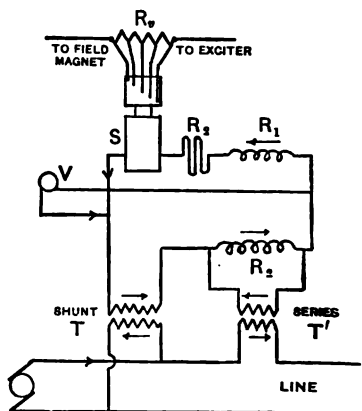 Rv
TO FIELD
MAGNET
TO EXCITER
S
R2
R1
V
R2
SHUNT
T
SERIES
T'
LINE